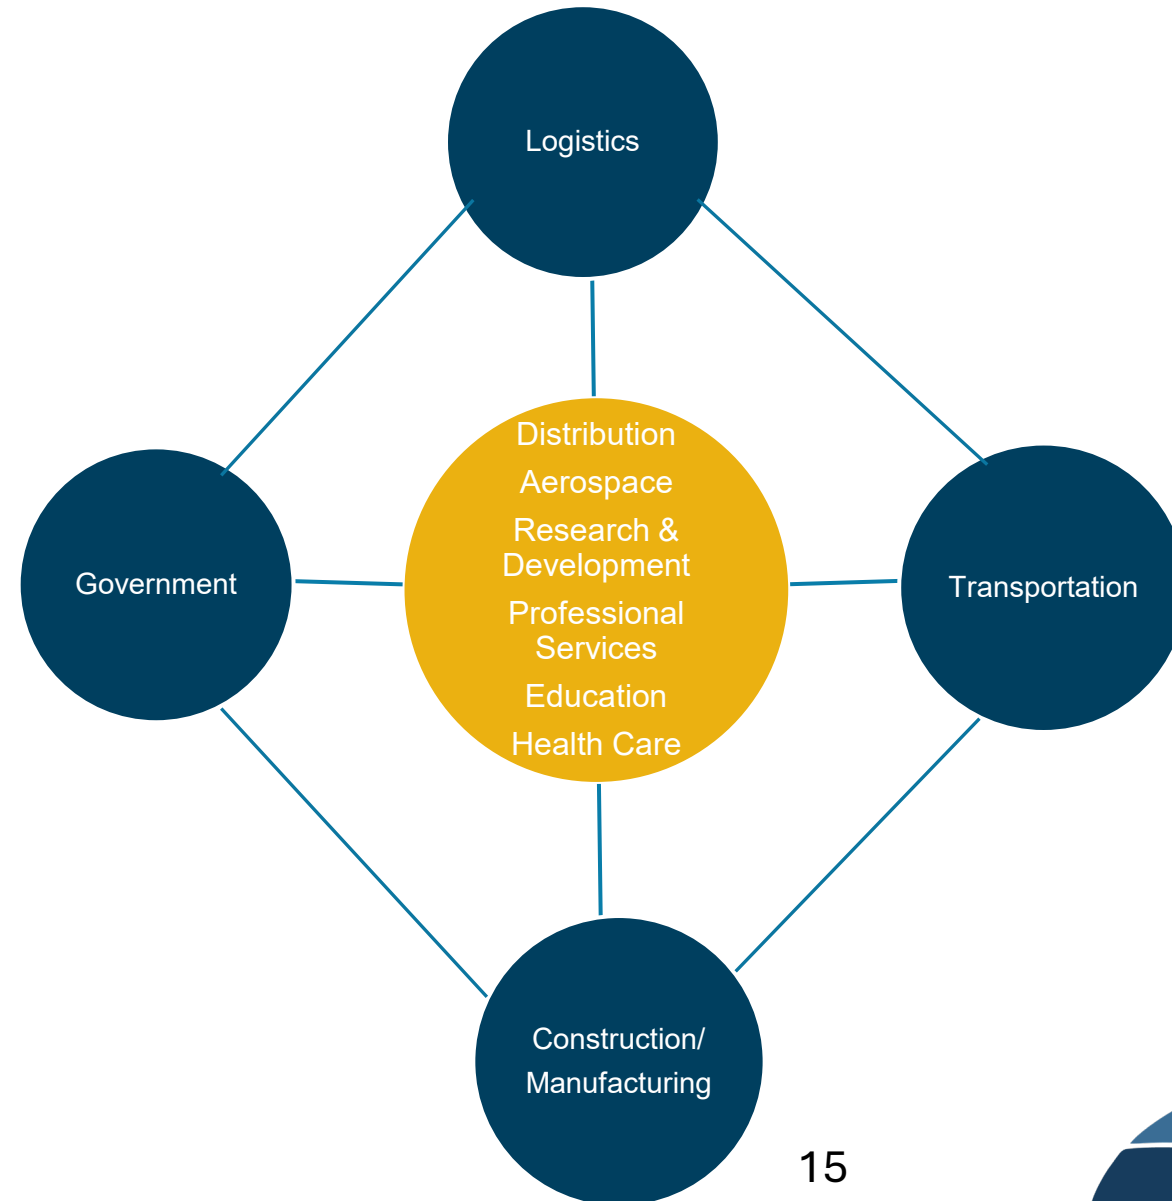 Logistics
Distribution
Aerospace
Research &
Development
Professional
Services
Education
Health Care
Government
Transportation
Construction/
Manufacturing
15